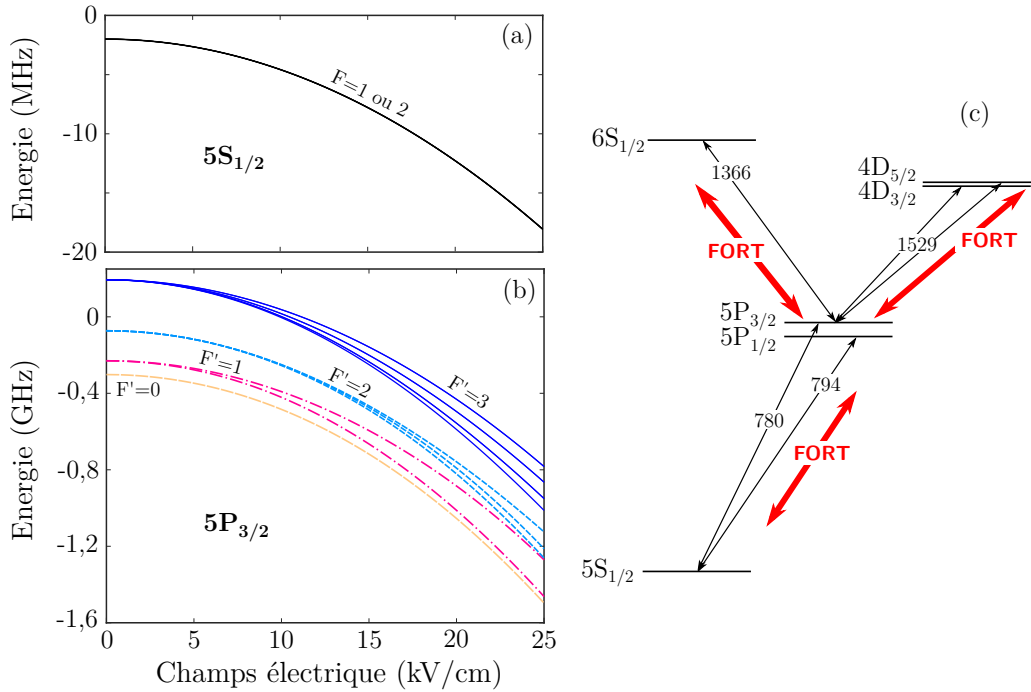 (a)
Energie (MHz)
0
-10
-20
F=1 ou 2
5S1/2
(b)
Energie (GHz)
0
-0,4
-0,8
-1,2
-1,6
F'=0
F'=1
F'=2
F'=3
5P3/2
0 5 10 15 20 25
Champs électrique (kV/cm)
(c)
6S1/2
4D5/2
4D3/2
1366
1529
FORT
FORT
5P3/2
5P1/2
780
794
FORT
5S1/2